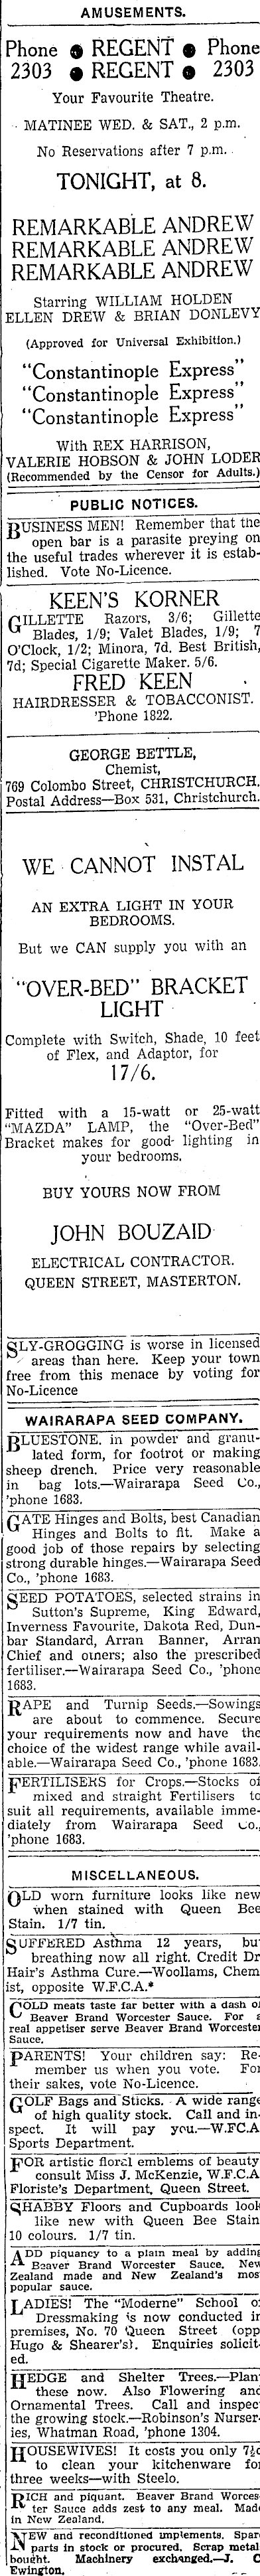 AMUSEMENTS.
Phone ● REGENT ● Phone
2303 ● REGENT ● 2303
Your Favourite Theatre.
MATINEE WED. & SAT., 2 p.m.
No Reservations after 7 p.m.
TONIGHT, at 8.
REMARKABLE ANDREW
REMARKABLE ANDREW
REMARKABLE ANDREW
Starring WILLIAM HOLDEN
ELLEN DREW & BRIAN DONLEVY
(Approved for Universal Exhibition.)
"Constantinople Express"
"Constantinople Express"
"Constantinople Express"
With REX HARRISON,
VALERIE HOBSON & JOHN LODER
(Recommended by the Censor for Adults.)
PUBLIC NOTICES.
BUSINESS MEN! Remember that the
open bar is a parasite preying on
the useful trades wherever it is estab-
lished. Vote No-Licence.
KEEN'S KORNER
GILLETTE Razors, 3/6; Gillette
Blades, 1/9; Valet Blades, 1/9; 7
O'Clock, 1/2; Minora, 7d. Best British,
7d; Special Cigarette Maker. 5/6.
FRED KEEN
HAIRDRESSER & TOBACCONIST.
'Phone 1822.
GEORGE BETTLE,
Chemist,
769 Colombo Street, CHRISTCHURCH.
Postal Address—Box 531, Christchurch.
WE CANNOT INSTAL
AN EXTRA LIGHT IN YOUR
BEDROOMS.
But we CAN supply you with an
"OVER-BED" BRACKET
LIGHT
Complete with Switch, Shade, 10 feet
of Flex, and Adaptor, for
17/6.
Fitted with a 15-watt or 25-watt
"MAZDA" LAMP, the "Over-Bed"
Bracket makes for good lighting in
your bedrooms.
BUY YOURS NOW FROM
JOHN BOUZAID
ELECTRICAL CONTRACTOR.
QUEEN STREET, MASTERTON.
SLY-GROGGING is worse in licensed
areas than here. Keep your town
free from this menace by voting for
No-Licence
WAIRARAPA SEED COMPANY.
BLUESTONE. in powder and granu-
lated form, for footrot or making
sheep drench. Price very reasonable
in bag lots.—Wairarapa Seed Co.,
'phone 1683.
GATE Hinges and Bolts, best Canadian
Hinges and Bolts to fit. Make a
good job of those repairs by selecting
strong durable hinges.—Wairarapa Seed
Co., 'phone 1683.
SEED POTATOES, selected strains in
Sutton's Supreme, King Edward,
Inverness Favourite, Dakota Red, Dun-
bar Standard, Arran Banner, Arran
Chief and others; also the prescribed
fertiliser.—Wairarapa Seed Co., 'phone
1683.
RAPE and Turnip Seeds.—Sowings
are about to commence. Secure
your requirements now and have the
choice of the widest range while avail-
able.—Wairarapa Seed Co., 'phone 1683.
FERTILISERS for Crops.—Stocks of
mixed and straight Fertilisers to
suit all requirements, available imme-
diately from Wairarapa Seed Co.,
'phone 1683.
MISCELLANEOUS.
OLD worn furniture looks like new
when stained with Queen Bee
Stain. 1/7 tin.
SUFFERED Asthma 12 years, bu
breathing now all right. Credit Dr
Hair's Asthma Cure.—Woollams, Chem
ist, opposite W.F.C.A.*
COLD meats taste far better with a dash of
Beaver Brand Worcester Sauce. For a
real appetiser serve Beaver Brand Worcester
Sauce.
PARENTS! Your children say: Re-
member us when you vote. For
their sakes, vote No-Licence.
GOLF Bags and Sticks. A wide range
of high quality stock. Call and in-
spect. It will pay you.—W.F.C.A
Sports Department.
FOR artistic floral emblems of beauty
consult Miss J. McKenzie, W.F.C.A
Floriste's Department, Queen Street.
SHABBY Floors and Cupboards look
like new with Queen Bee Stain
10 colours. 1/7 tin.
ADD piquancy to a plain meal by adding
Beaver Brand Worcester Sauce. New
Zealand made and New Zealand's mos
popular sauce.
LADIES! The "Moderne" School of
Dressmaking is now conducted in
premises, No. 70 Queen Street (opp
Hugo & Shearer's). Enquiries solicit-
ed.
HEDGE and Shelter Trees.—Plan
these now. Also Flowering and
Ornamental Trees. Call and inspec
the growing stock.—Robinson's Nurser-
ies, Whatman Road, 'phone 1304.
HOUSEWIVES! It costs you only 7½d
to clean your kitchenware for
three weeks—with Steelo.
RICH and piquant. Beaver Brand Worces-
ter Sauce adds zest to any meal. Made
in New Zealand.
NEW and reconditioned implements. Spare
parts in stock or procured. Scrap metal
bought. Machinery exchanged.—J. C
Ewington.